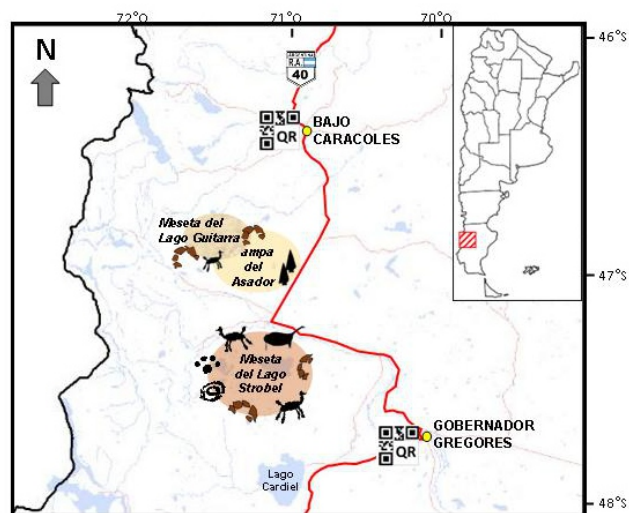 72°
71°
70°
46°S
N
ARGENTINA
R.A.
40
QR
BAJO
CARACOLES
Meseta del
Lago Guitarra
ampa
del
Asador
47°S
Meseta
del Lago
Strobel
GOBERNADOR
GREGORES
QR
Lago
Cardiel
48°S